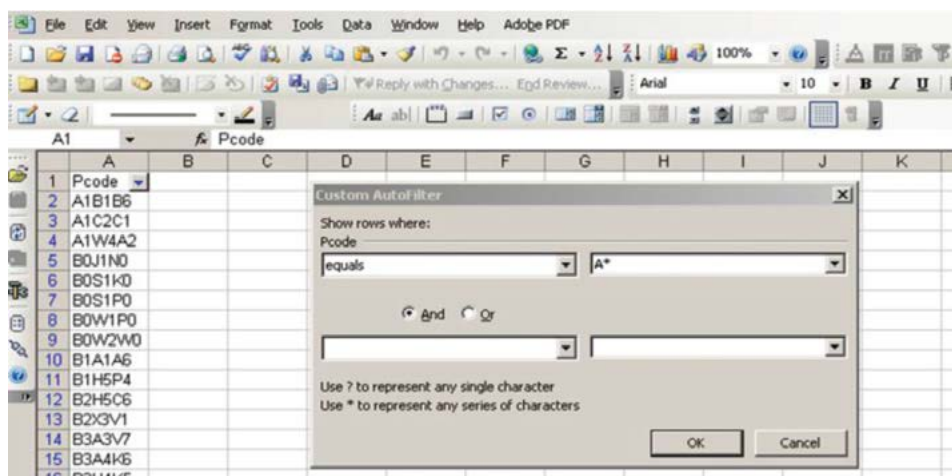 File Edit View Insert Format Tools Data Window Help Adobe PDF
Σ 100%
Reply with Changes... End Review... Arial 10 B I U
Aa ab|
A1 fx Pcode
A B C D E F G H I J K
1 Pcode
2 A1B1B6
3 A1C2C1
4 A1W4A2
5 B0J1N0
6 B0S1K0
7 B0S1P0
8 B0W1P0
9 B0W2W0
10 B1A1A6
11 B1H5P4
12 B2H5C6
13 B2X3V1
14 B3A3V7
15 B3A4K6
Custom AutoFilter
Show rows where:
Pcode
equals A*
And Or
Use ? to represent any single character
Use * to represent any series of characters
OK Cancel